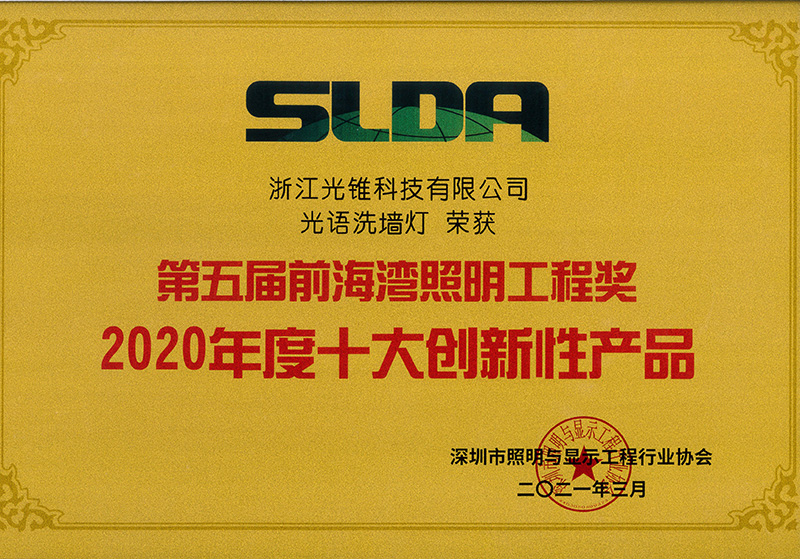 SLDA
浙江光锥科技有限公司
光语洗墙灯 荣获
第五届前海湾照明工程奖
2020年度十大创新性产品
深圳市照明与显示工程行业协会
二〇二一年三月